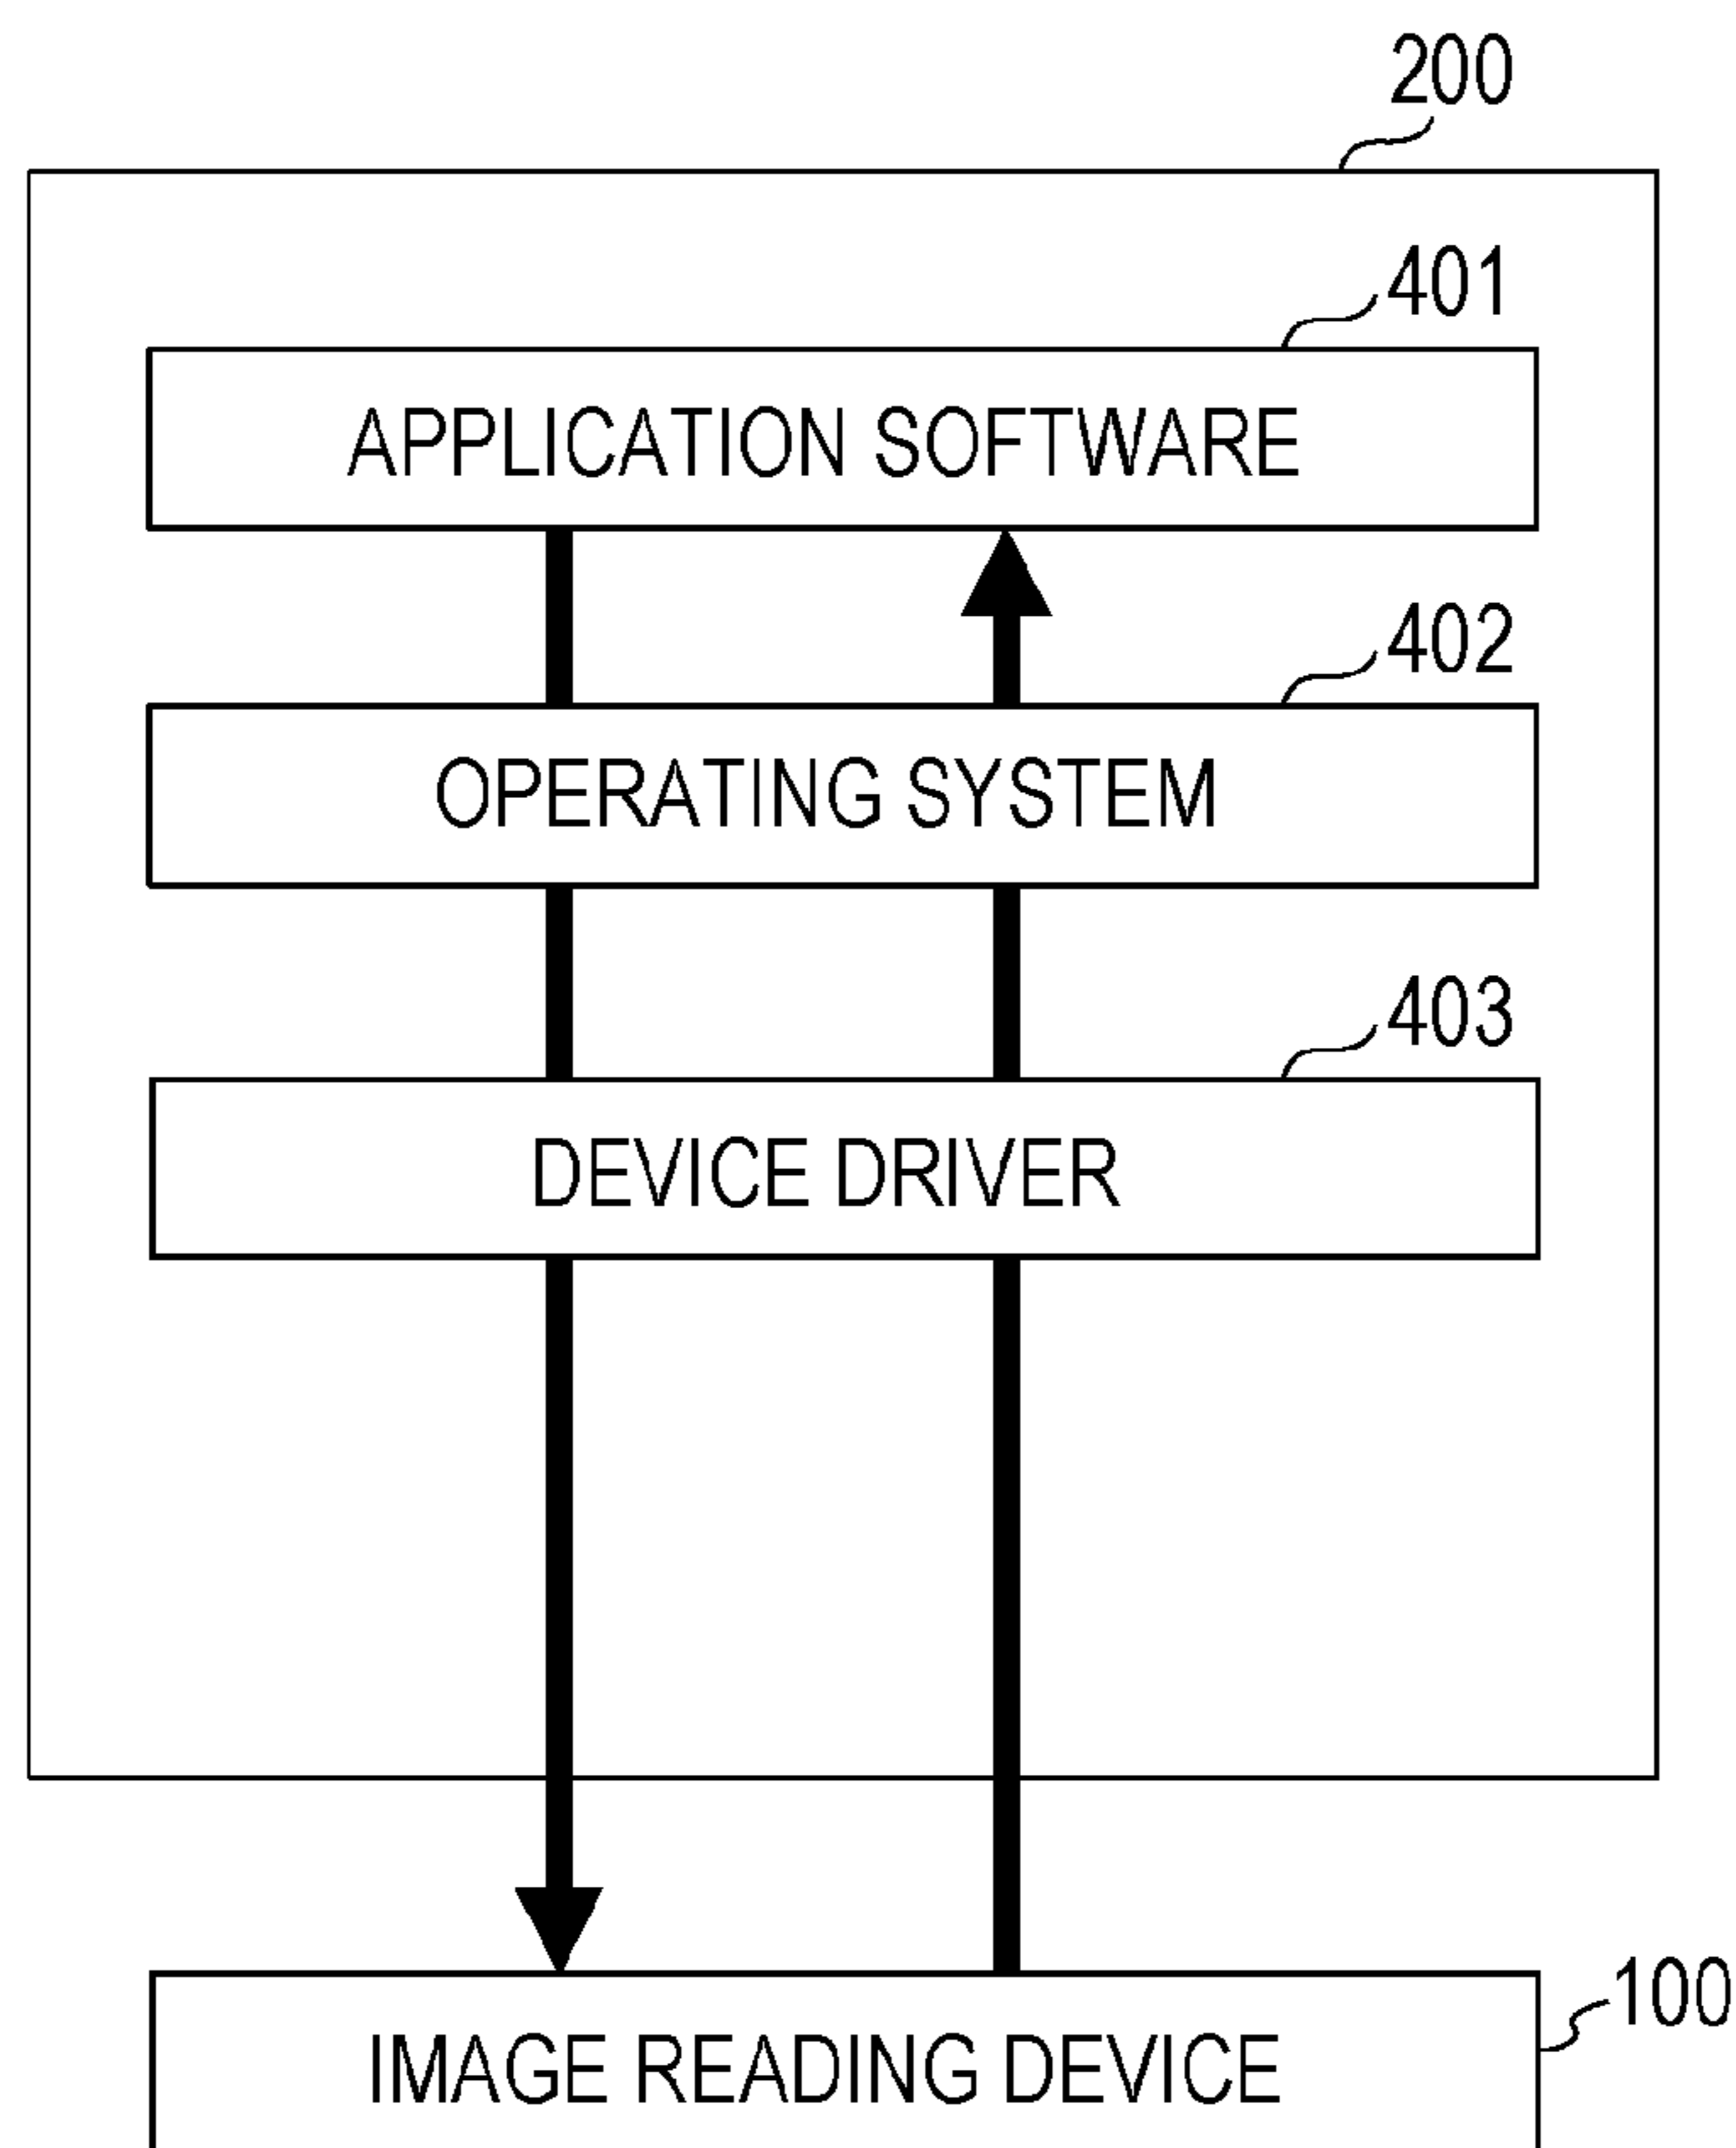 200
401
APPLICATION SOFTWARE
402
OPERATING SYSTEM
403
DEVICE DRIVER
100
IMAGE READING DEVICE